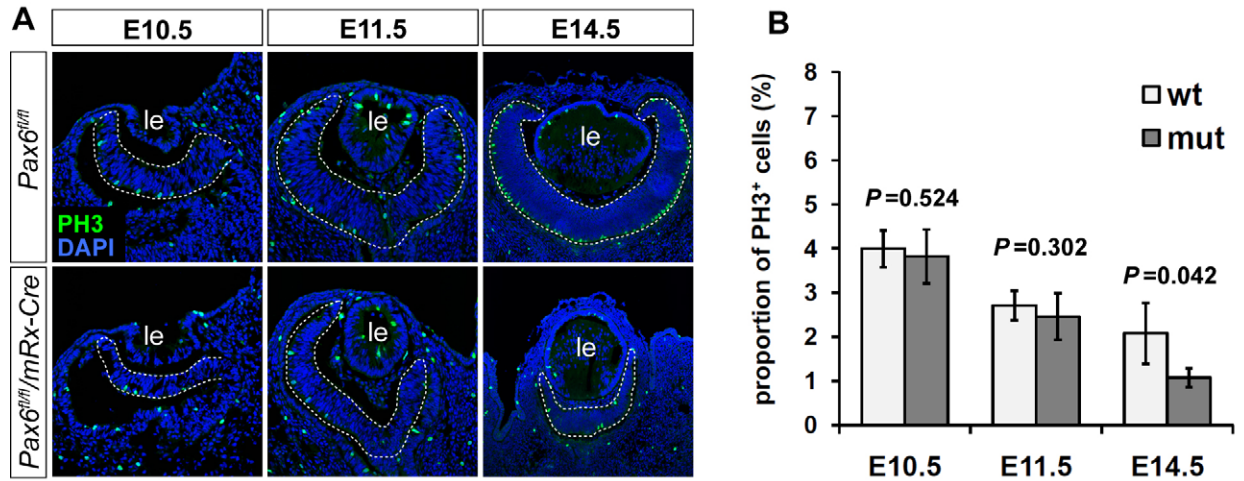 A
E10.5
E11.5
E14.5
Pax6fl/fl
le
le
le
PH3
DAPI
Pax6fl/fl/mRx-Cre
le
le
le
B
proportion of PH3+ cells (%)
8
7
6
5
4
3
2
1
0
wt
mut
P=0.524
P=0.302
P=0.042
E10.5
E11.5
E14.5